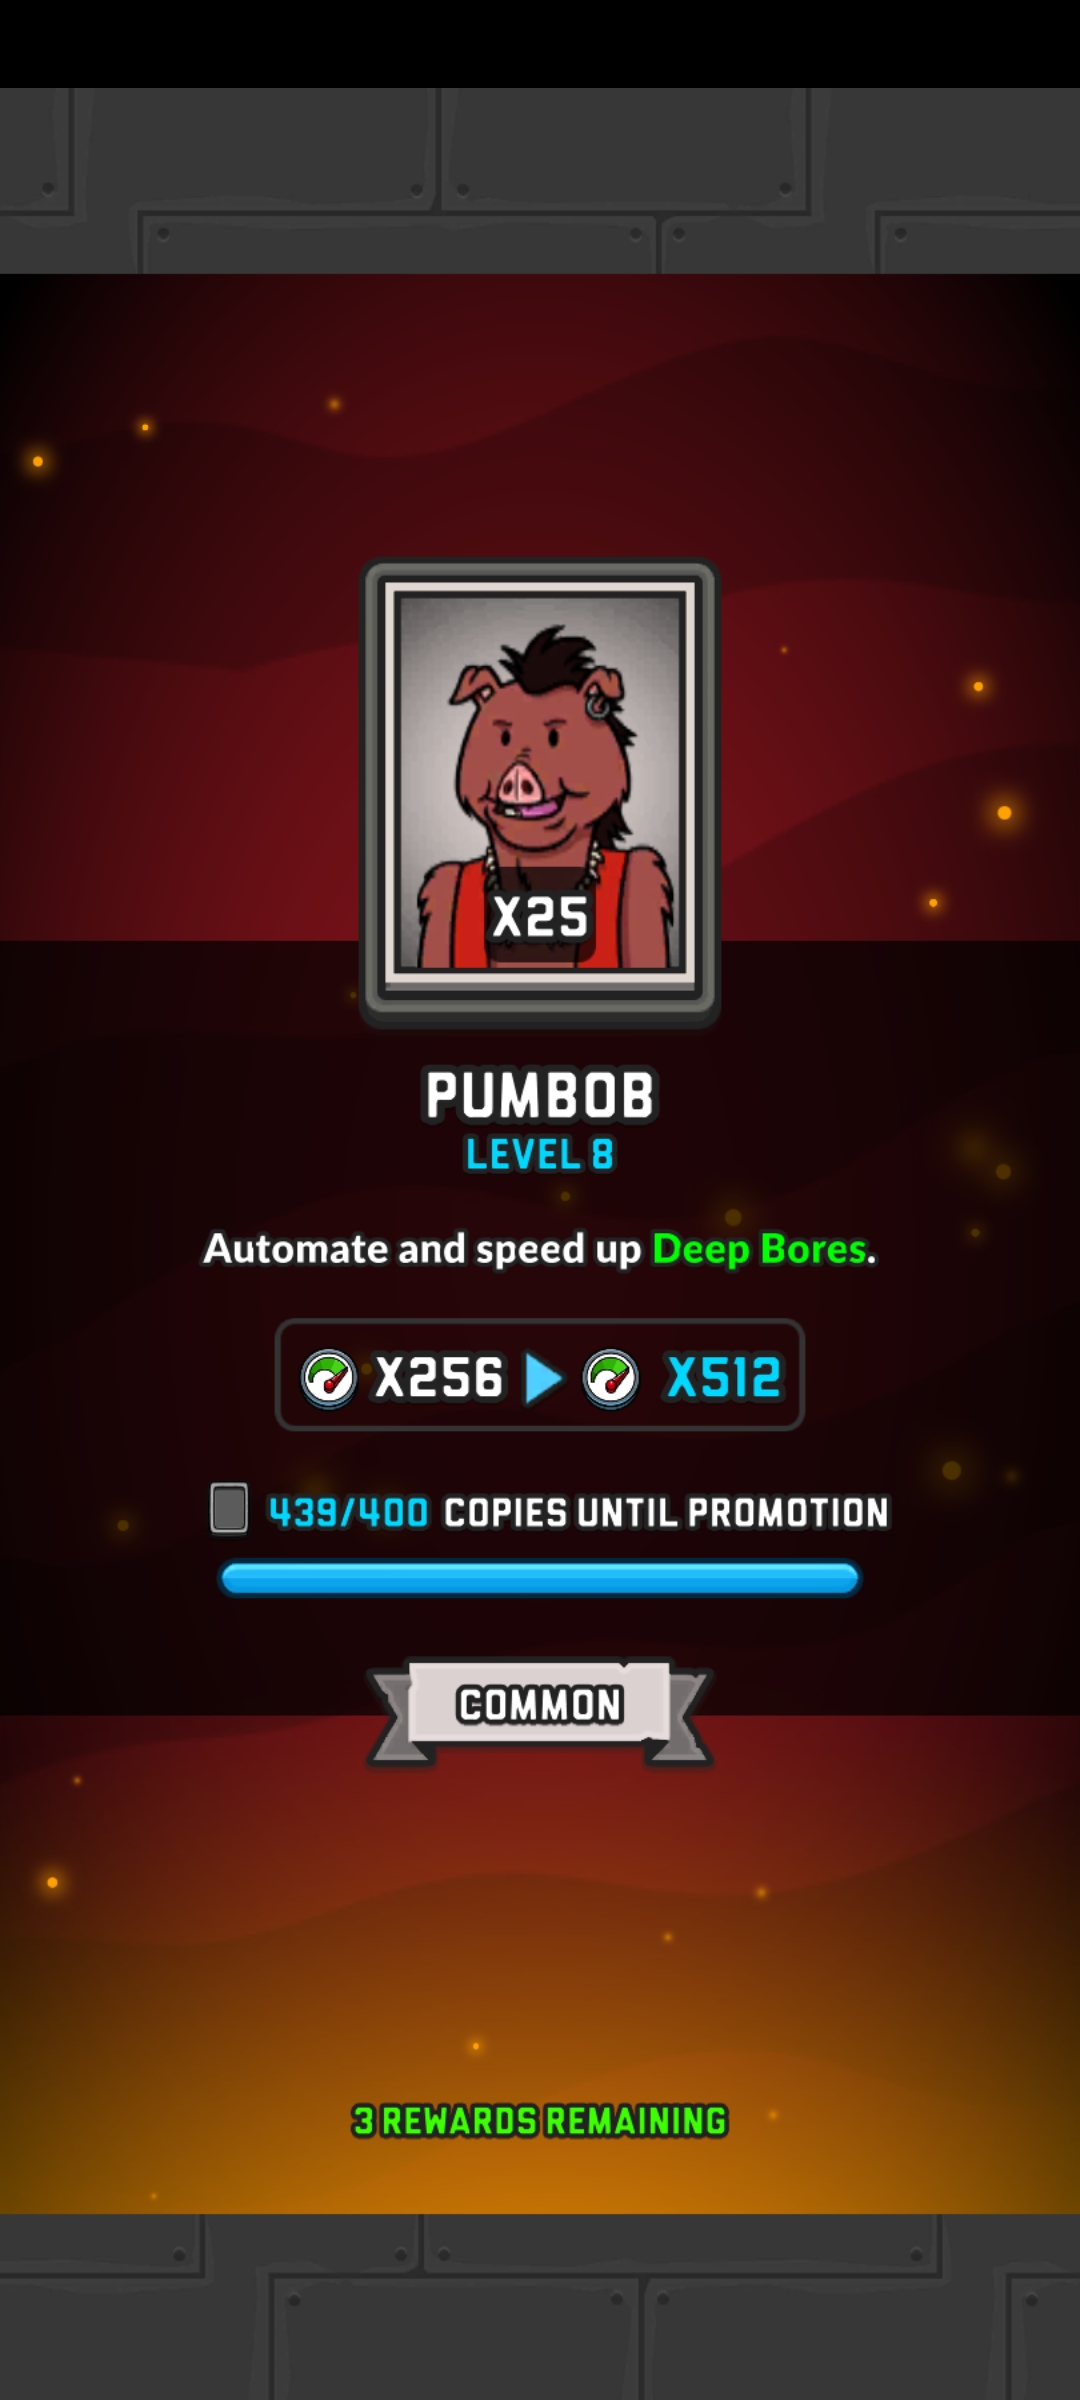 X25
PUMBOB
LEVEL 8
Automate and speed up Deep Bores.
X256 X512
439/400 COPIES UNTIL PROMOTION
COMMON
3 REWARDS REMAINING